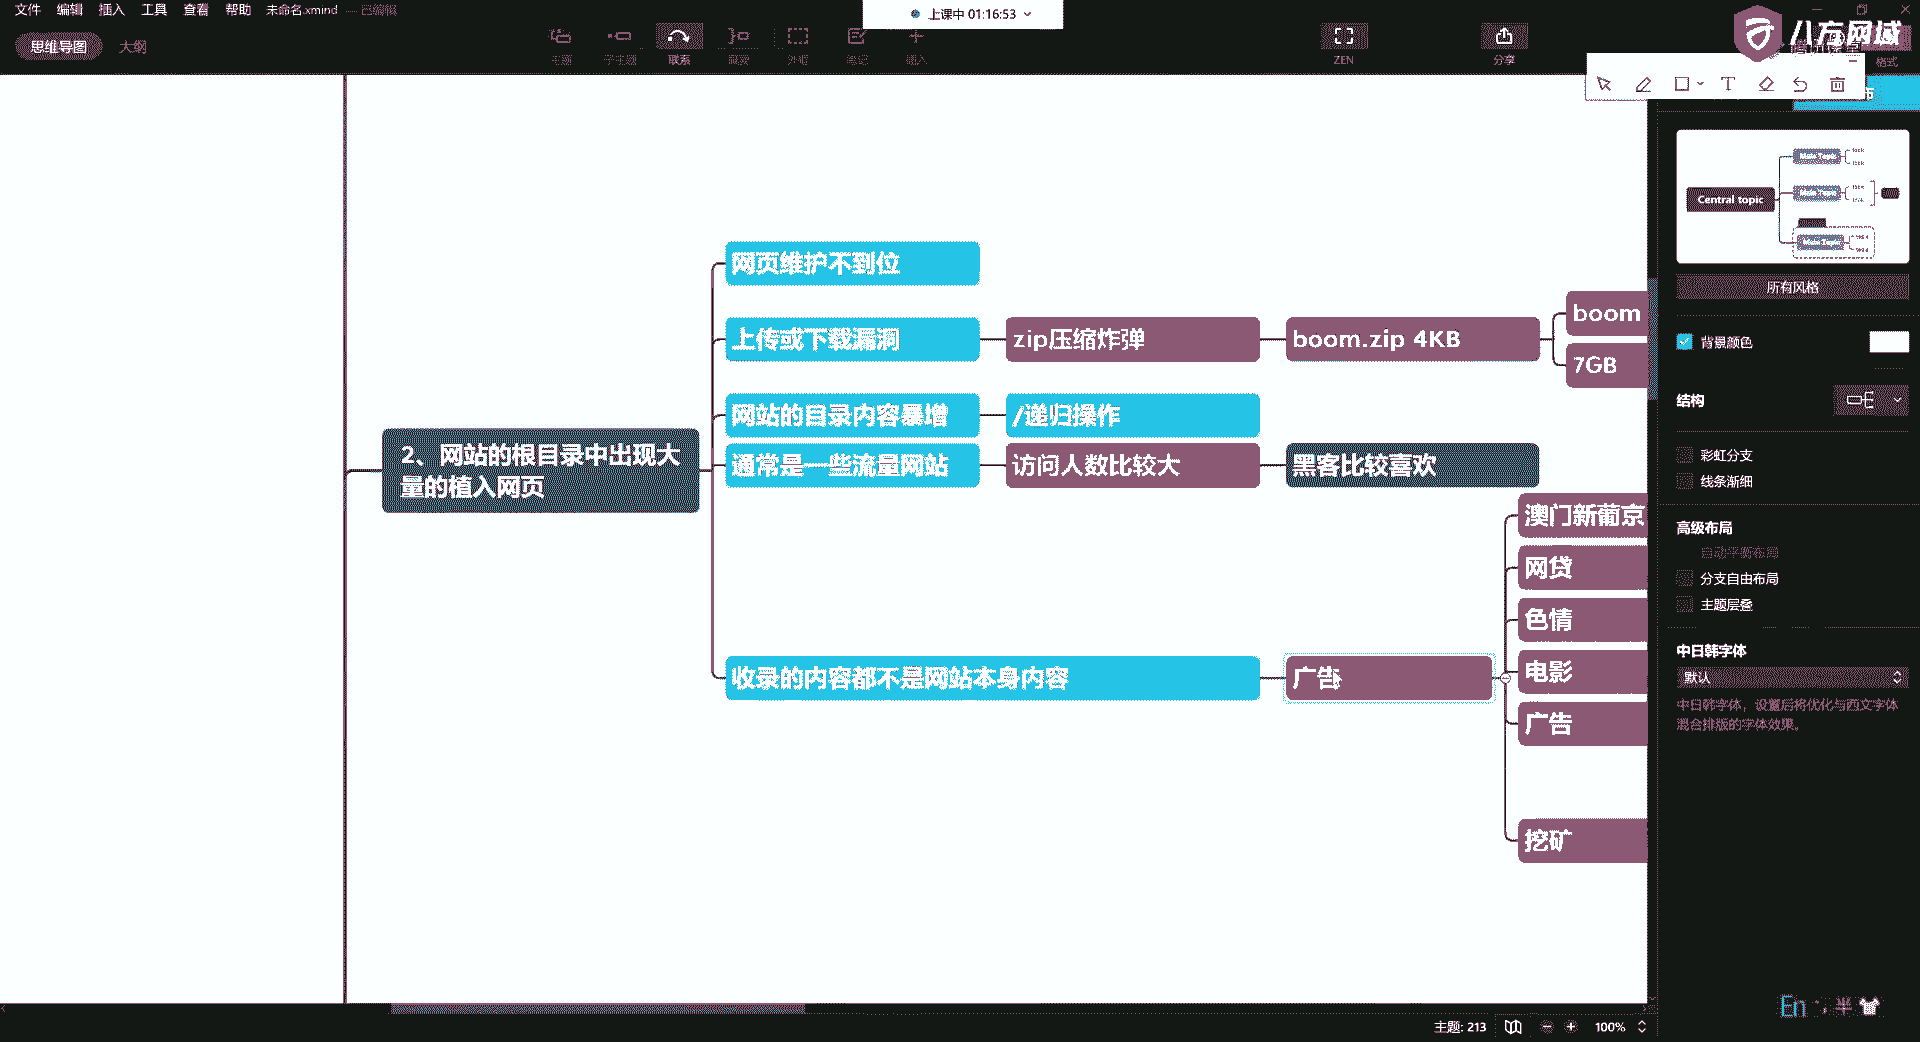 文件 编辑 插入 工具 查看 帮助 未命名.xmind — 已编辑
上课中 01:16:53
八方网域
思维导图 大纲
主题 子主题 联系 概要 外框 笔记 插入 ZEN 分享 格式
T
Central topic
所有风格
背景颜色
结构
彩虹分支
线条渐细
高级布局
自动平衡布局
分支自由布局
主题层叠
中日韩字体
默认
中日韩字体，设置后将优化与西文字体
混合排版的字体效果。
2、网站的根目录中出现大
量的植入网页
网页维护不到位
上传或下载漏洞 zip压缩炸弹 boom.zip 4KB
boom
7GB
网站的目录内容暴增 /递归操作
通常是一些流量网站 访问人数比较大 黑客比较喜欢
收录的内容都不是网站本身内容 广告
澳门新葡京
网贷
色情
电影
广告
挖矿
En 半
主题: 213 100%